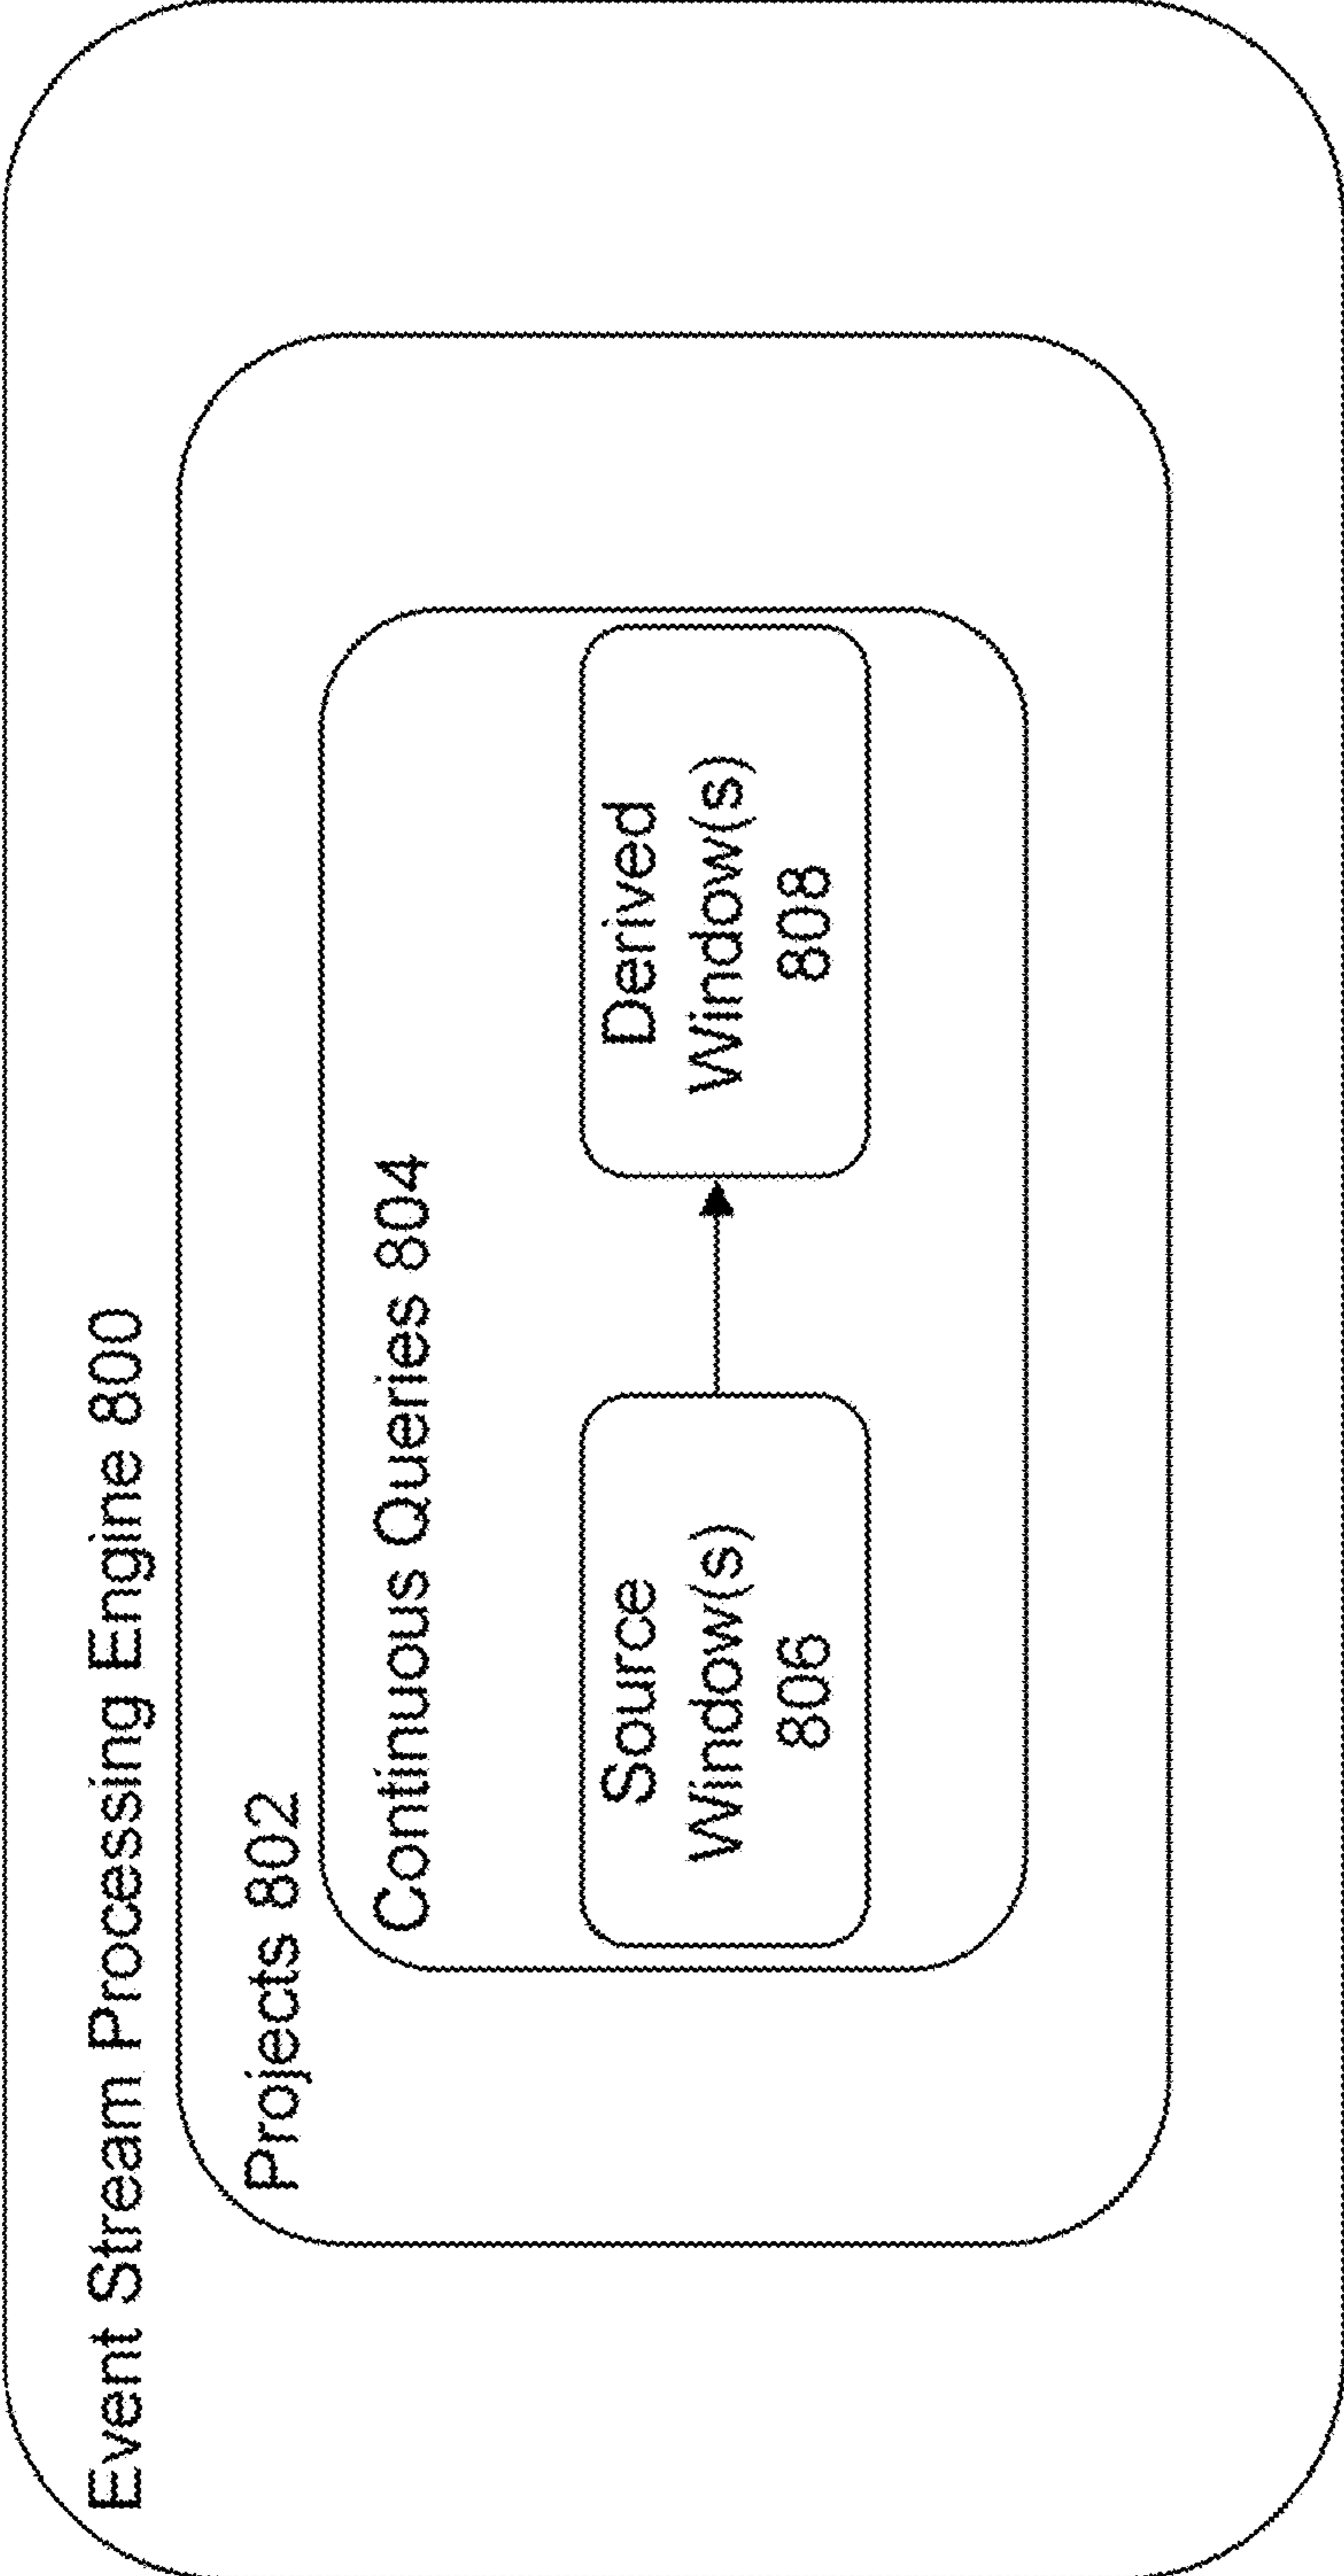 Event Stream Processing Engine 800
Projects 802
Continuous Queries 804
Source
Window(s)
806
Derived
Window(s)
808